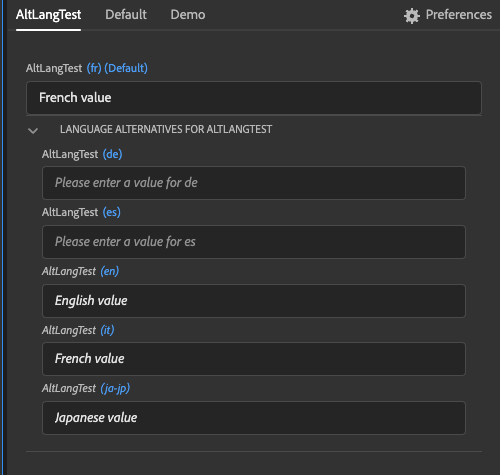 AltLangTest Default Demo Preferences
AltLangTest (fr) (Default)
French value
LANGUAGE ALTERNATIVES FOR ALTLANGTEST
AltLangTest (de)
Please enter a value for de
AltLangTest (es)
Please enter a value for es
AltLangTest (en)
English value
AltLangTest (it)
French value
AltLangTest (ja-jp)
Japanese value